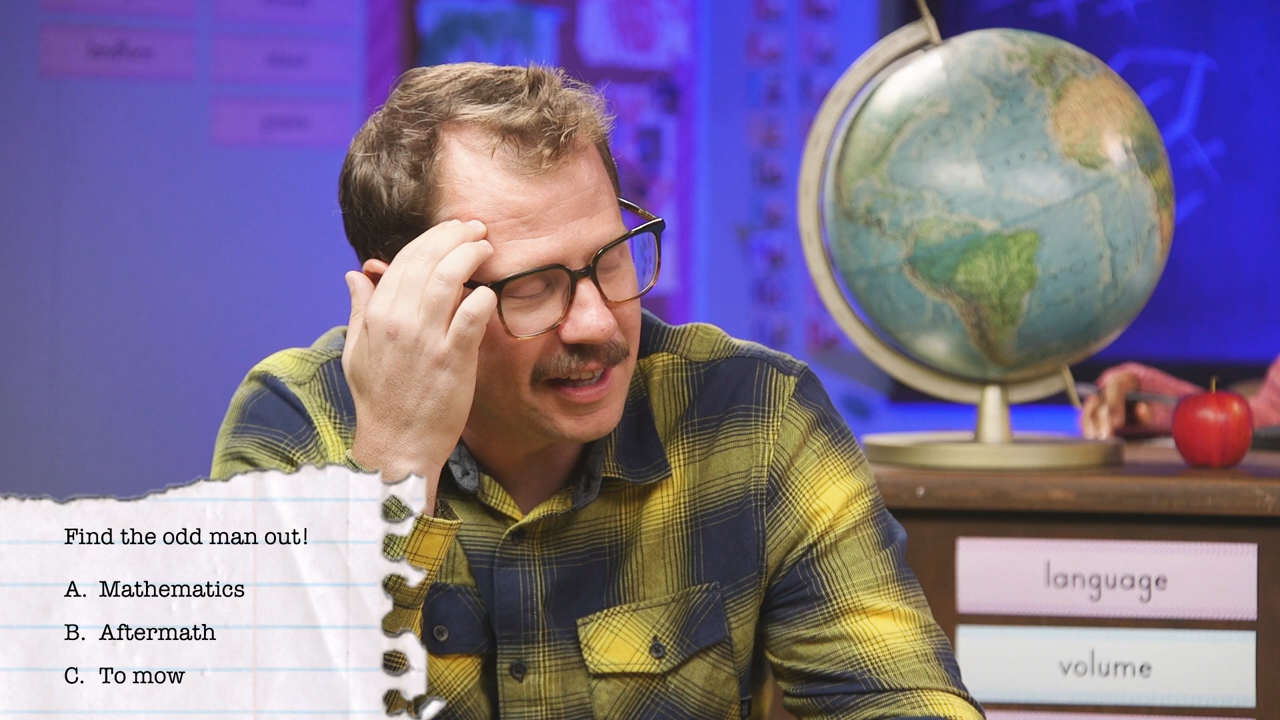 Find the odd man out!
A. Mathematics
B. Aftermath
C. To mow
language
volume